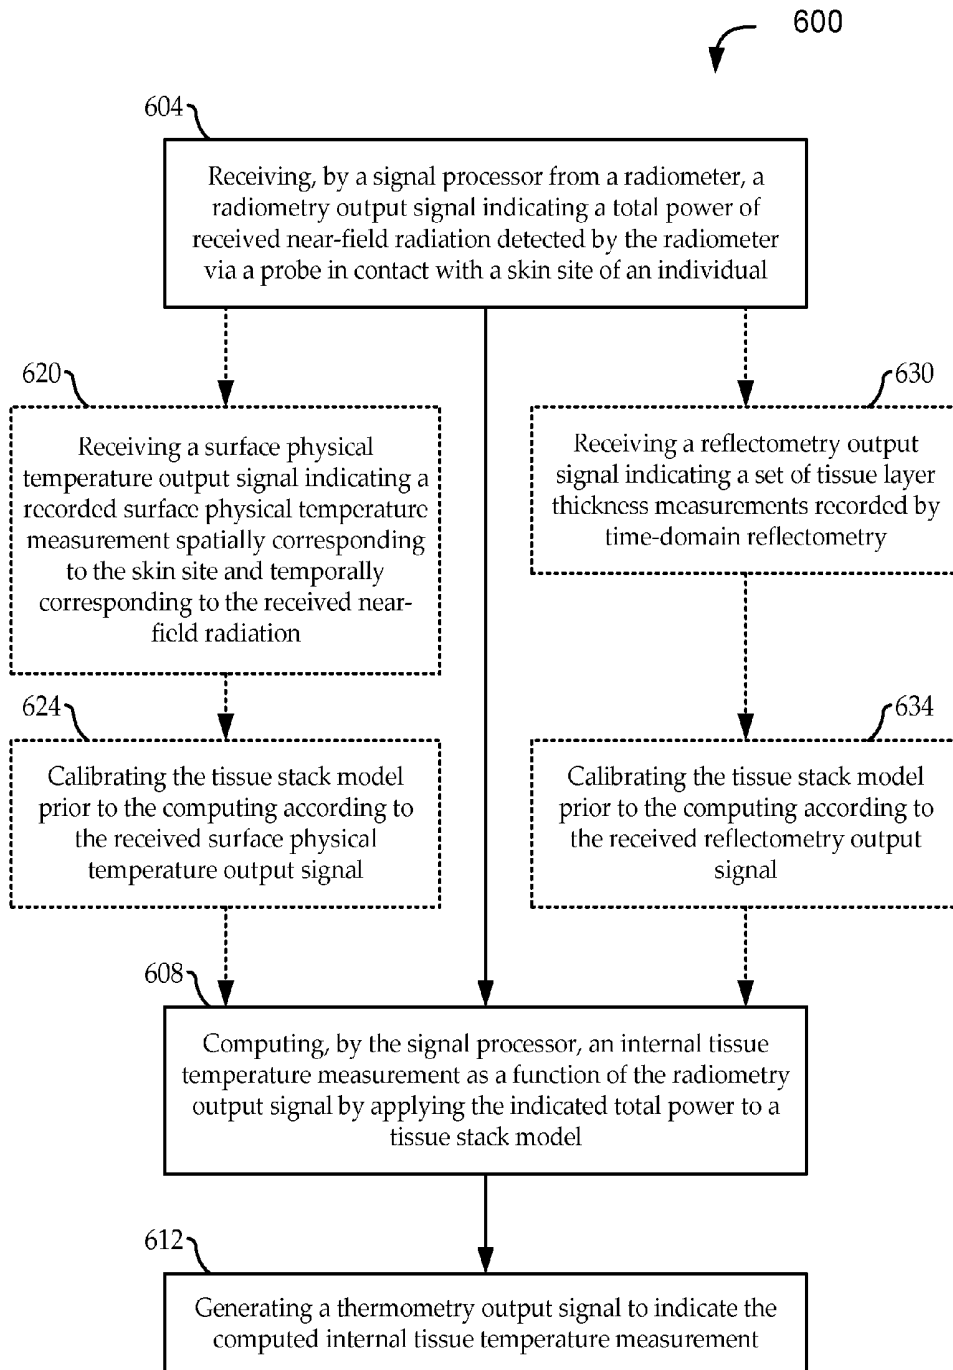 600
604
Receiving, by a signal processor from a radiometer, a
radiometry output signal indicating a total power of
received near-field radiation detected by the radiometer
via a probe in contact with a skin site of an individual
620
Receiving a surface physical
temperature output signal indicating a
recorded surface physical temperature
measurement spatially corresponding
to the skin site and temporally
corresponding to the received near-
field radiation
630
Receiving a reflectometry output
signal indicating a set of tissue layer
thickness measurements recorded by
time-domain reflectometry
624
Calibrating the tissue stack model
prior to the computing according to
the received surface physical
temperature output signal
634
Calibrating the tissue stack model
prior to the computing according to
the received reflectometry output
signal
608
Computing, by the signal processor, an internal tissue
temperature measurement as a function of the radiometry
output signal by applying the indicated total power to a
tissue stack model
612
Generating a thermometry output signal to indicate the
computed internal tissue temperature measurement